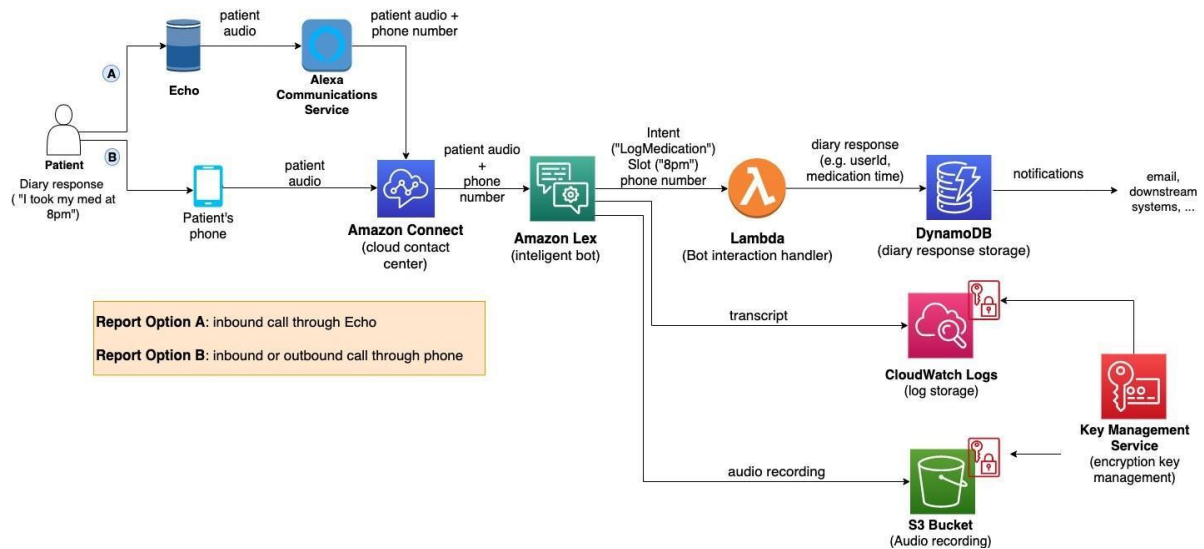 patient
audio
patient audio +
phone number
A
Echo
Alexa
Communications
Service
B
Patient
Diary response
( "I took my med at
8pm")
Patient's
phone
patient
audio
Amazon Connect
(cloud contact
center)
patient audio
+
phone
number
Amazon Lex
(inteligent bot)
Intent
("LogMedication")
Slot ("8pm")
phone number
Lambda
(Bot interaction handler)
diary response
(e.g. userId,
medication time)
DynamoDB
(diary response storage)
notifications
email,
downstream
systems, ...
Report Option A: inbound call through Echo
Report Option B: inbound or outbound call through phone
transcript
CloudWatch Logs
(log storage)
Key Management
Service
(encryption key
management)
audio recording
S3 Bucket
(Audio recording)